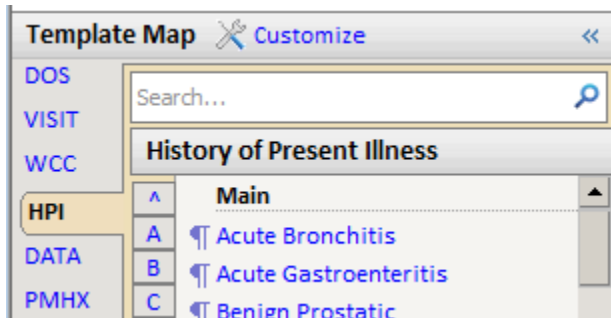 Template Map Customize «
DOS
VISIT
WCC
HPI
DATA
PMHX
Search...
History of Present Illness
^
A
B
C
Main
¶ Acute Bronchitis
¶ Acute Gastroenteritis
¶ Benign Prostatic